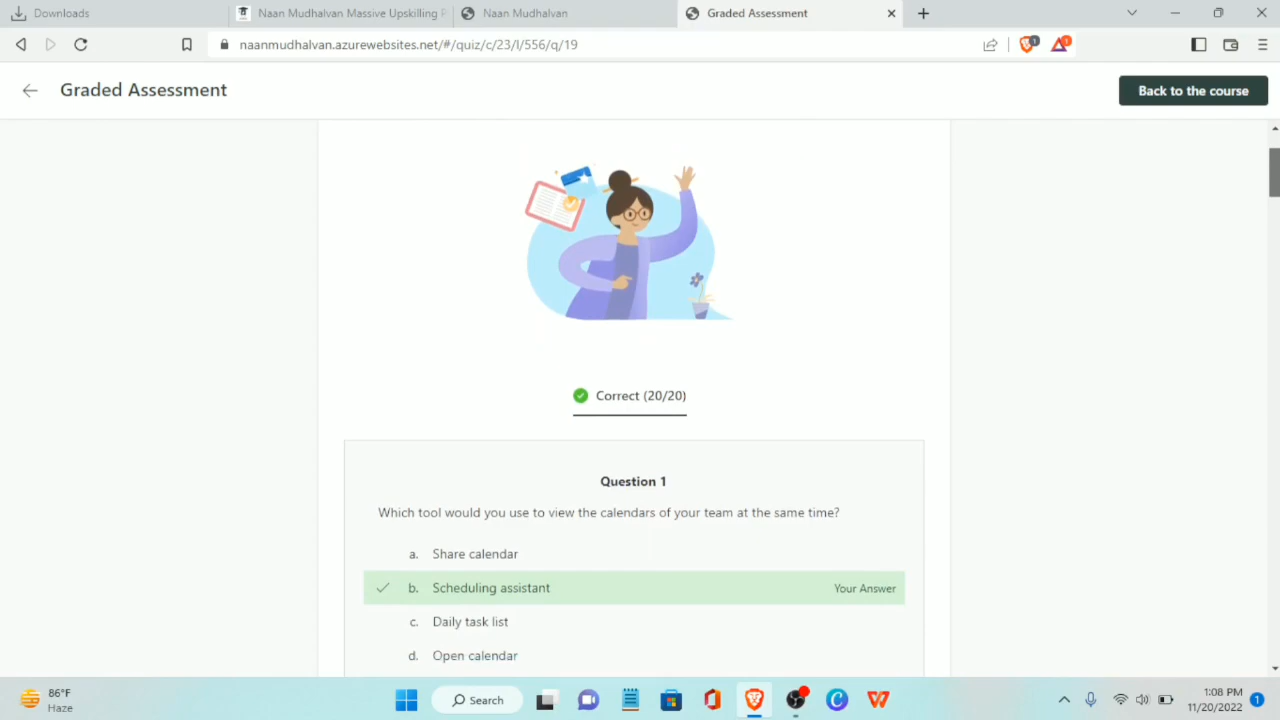 Downloads
Naan Mudhalvan Massive Upskilling P
Naan Mudhalvan
Graded Assessment
naanmudhalvan.azurewebsites.net/#/quiz/c/23/l/556/q/19
1
1
Graded Assessment
Back to the course
Correct (20/20)
Question 1
Which tool would you use to view the calendars of your team at the same time?
a. Share calendar
b. Scheduling assistant
Your Answer
c. Daily task list
d. Open calendar
86°F
Haze
Search
1:08 PM
11/20/2022
1